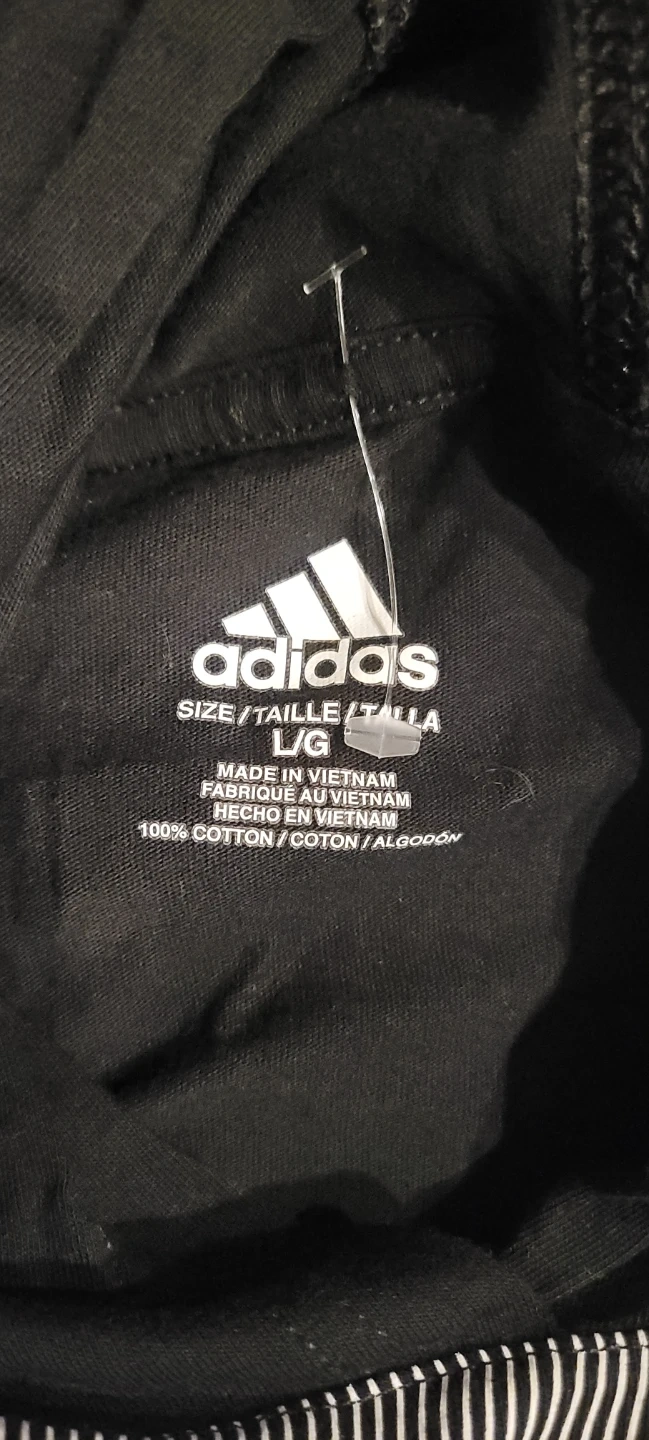 adidas
SIZE / TAILLE / TALLA
L/G
MADE IN VIETNAM
FABRIQUÉ AU VIETNAM
HECHO EN VIETNAM
100% COTTON / COTON / ALGODÓN